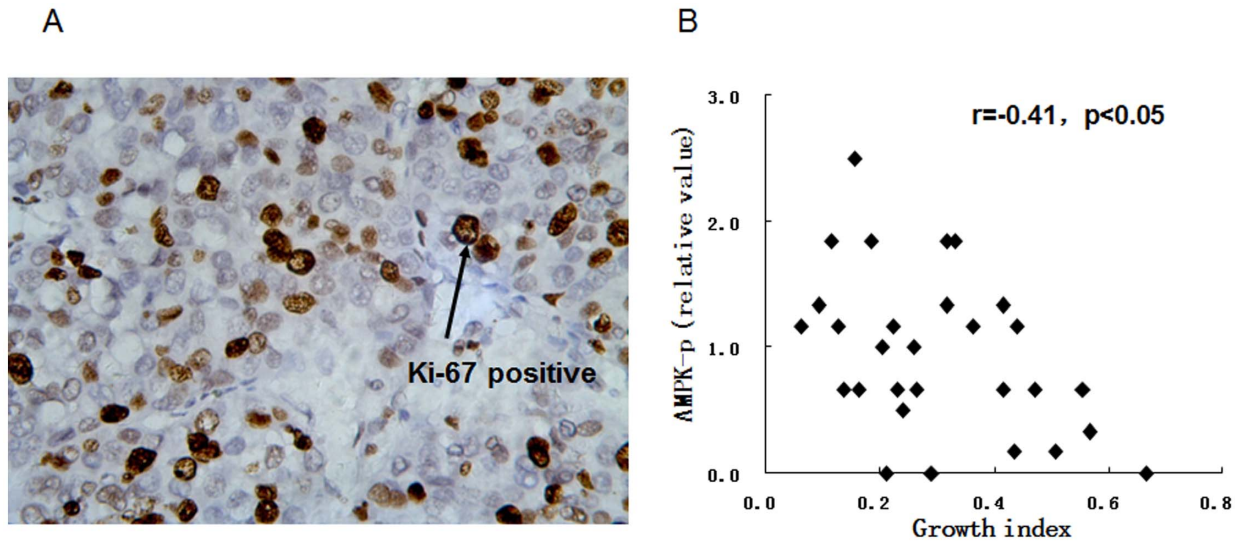 A
B
Ki-67 positive
r=-0.41, p<0.05
AMPK-p (relative value)
3.0
2.0
1.0
0.0
0.0
0.2
0.4
0.6
0.8
Growth index